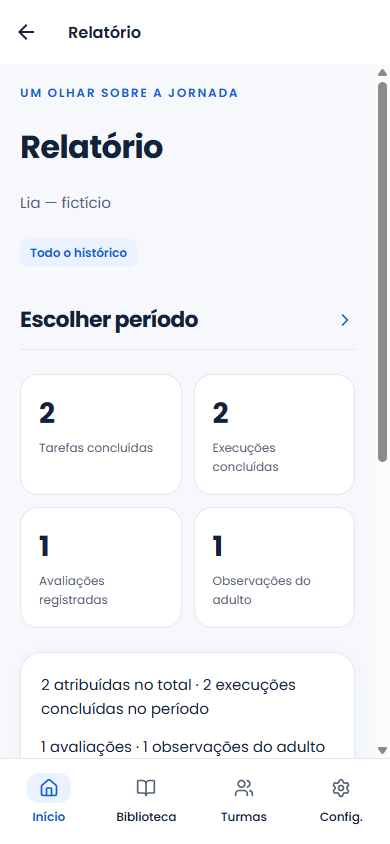 Relatório
UM OLHAR SOBRE A JORNADA
Relatório
Lia — fictício
Todo o histórico
Escolher período
2
Tarefas concluídas
2
Execuções
concluídas
1
Avaliações
registradas
1
Observações do
adulto
2 atribuídas no total · 2 execuções
concluídas no período
1 avaliações · 1 observações do adulto
Início
Biblioteca
Turmas
Config.